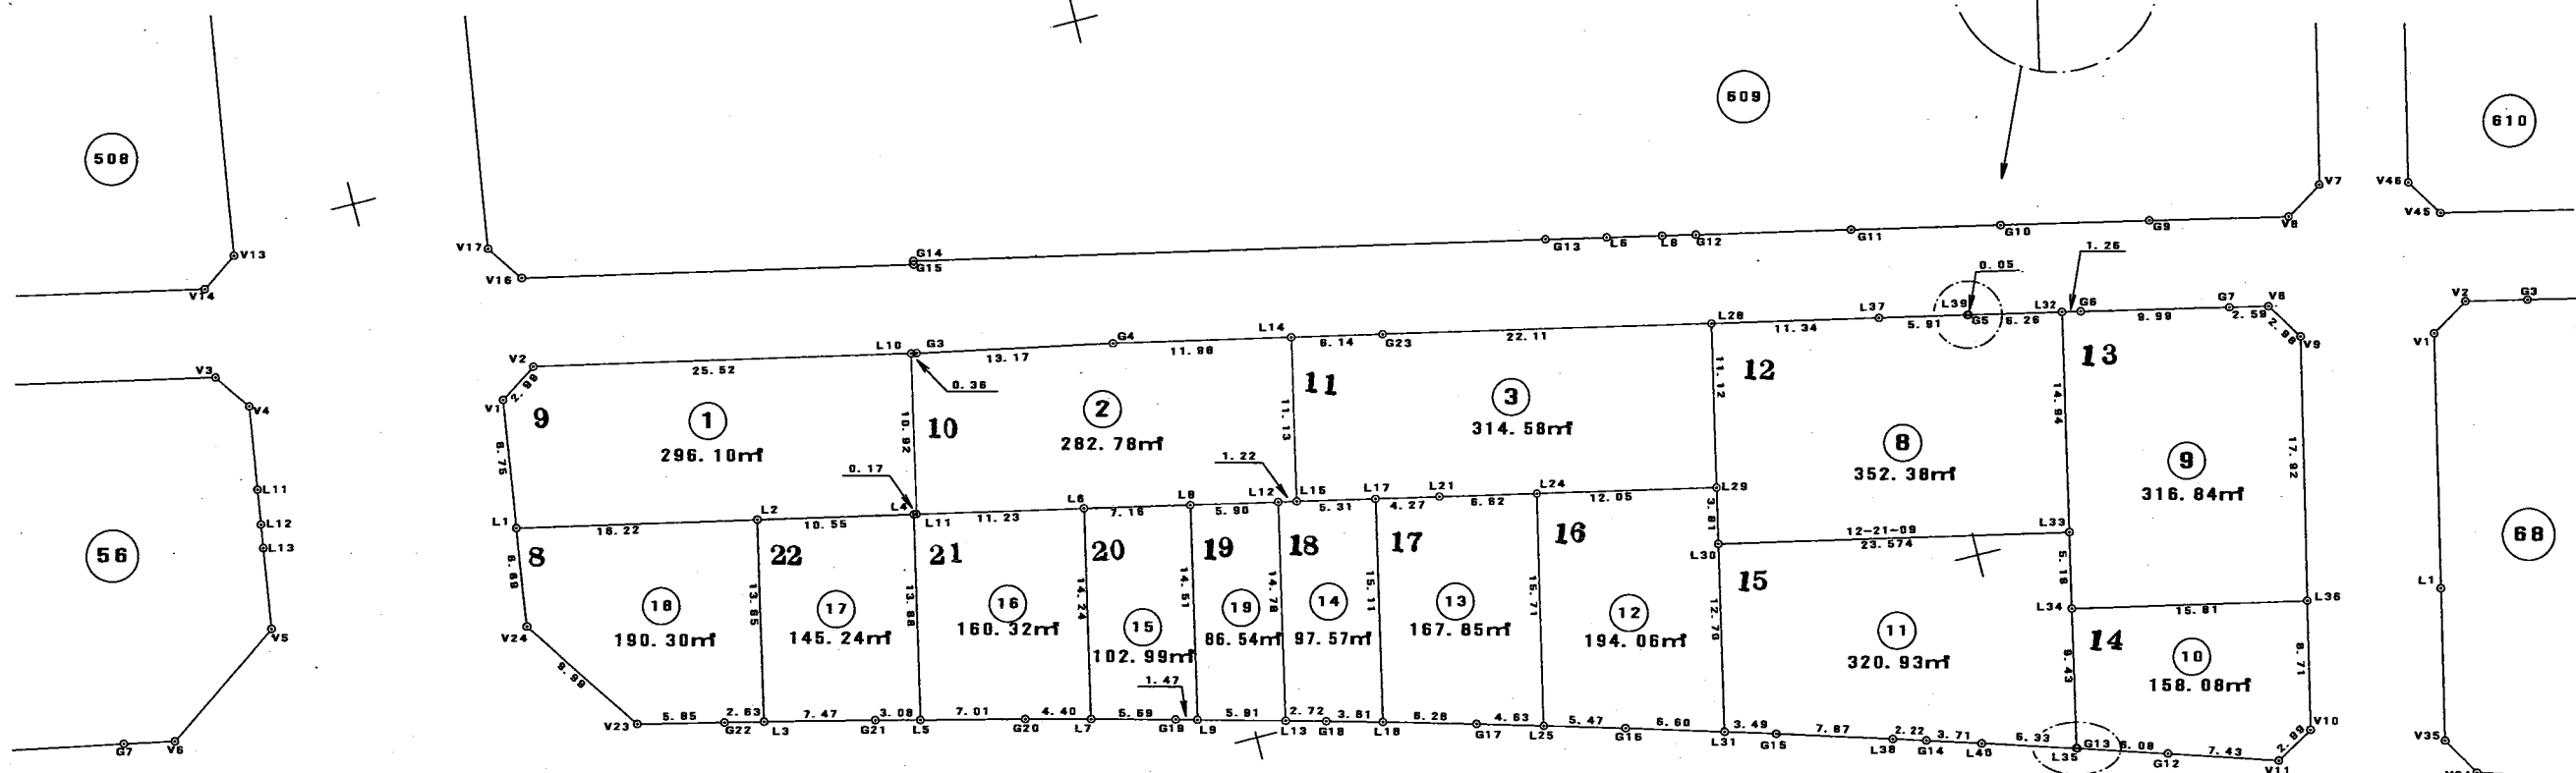 609
610
508
V7
V46
V45
V8
V17
V13
V16
V14
G14
G15
G13
L6
L8
G12
G11
G10
G9
1.26
0.05
V2
G3
L28
11.34
L37
5.91
L39
G5
6.26
L32
G6
9.99
G7
2.59
V8
2.98
V9
V1
V2
25.52
L10
G3
13.17
G4
11.98
L14
6.14
G23
22.11
2.98
V1
0.36
V3
V4
9
1
296.10㎡
10.92
10
2
282.78㎡
11
11.13
3
314.58㎡
11.12
12
8
352.38㎡
14.94
13
9
316.84㎡
17.92
8.75
0.17
1.22
L11
L12
L13
L1
16.22
L2
10.55
L4
L11
11.23
L6
7.16
L8
5.90
L12
L15
5.31
L17
4.27
L21
6.62
L24
12.05
L29
3.81
L30
12-21-09
23.574
L33
5.16
56
68
8
6.69
22
21
20
19
18
17
16
15
13.65
13.88
14.24
14.51
14.78
15.11
15.71
12.70
L34
15.81
L36
L1
18
190.30㎡
17
145.24㎡
16
160.32㎡
15
102.99㎡
19
86.54㎡
14
97.57㎡
13
167.85㎡
12
194.06㎡
11
320.93㎡
14
9.43
10
158.08㎡
8.71
V5
V24
8.99
1.47
V23
5.85
G22
2.63
L3
7.47
G21
3.08
L5
7.01
G20
4.40
L7
5.69
G19
L9
5.91
L13
2.72
G18
3.81
L18
6.28
G17
4.63
L25
5.47
G16
6.60
L31
3.49
G15
7.87
L38
2.22
G14
3.71
L40
6.33
L35
G13
6.08
G12
7.43
V11
2.89
V10
V35
G7
V6